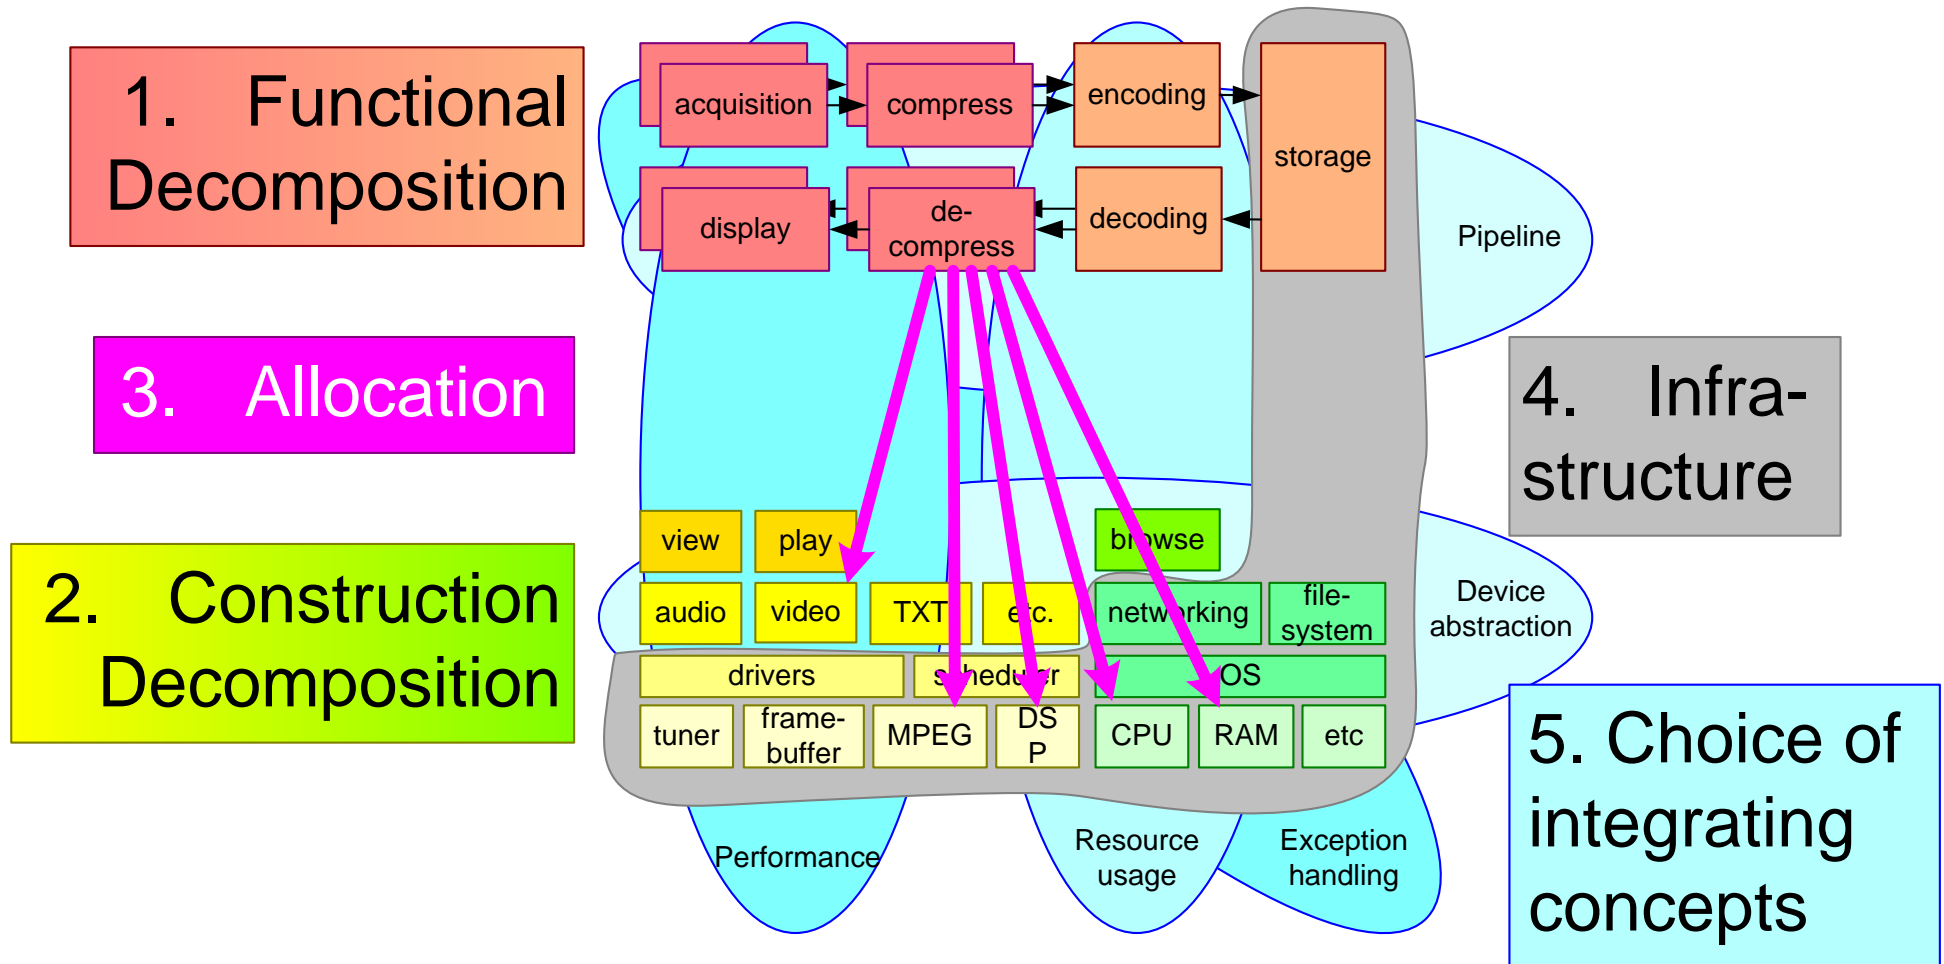 1. Functional
Decomposition
acquisition
compress
encoding
storage
display
de-
compress
decoding
Pipeline
3. Allocation
4. Infra-
structure
2. Construction
Decomposition
view
play
browse
audio
video
TXT
etc.
networking
file-
system
Device
abstraction
drivers
scheduler
OS
tuner
frame-
buffer
MPEG
DS
P
CPU
RAM
etc
5. Choice of
integrating
concepts
Performance
Resource
usage
Exception
handling